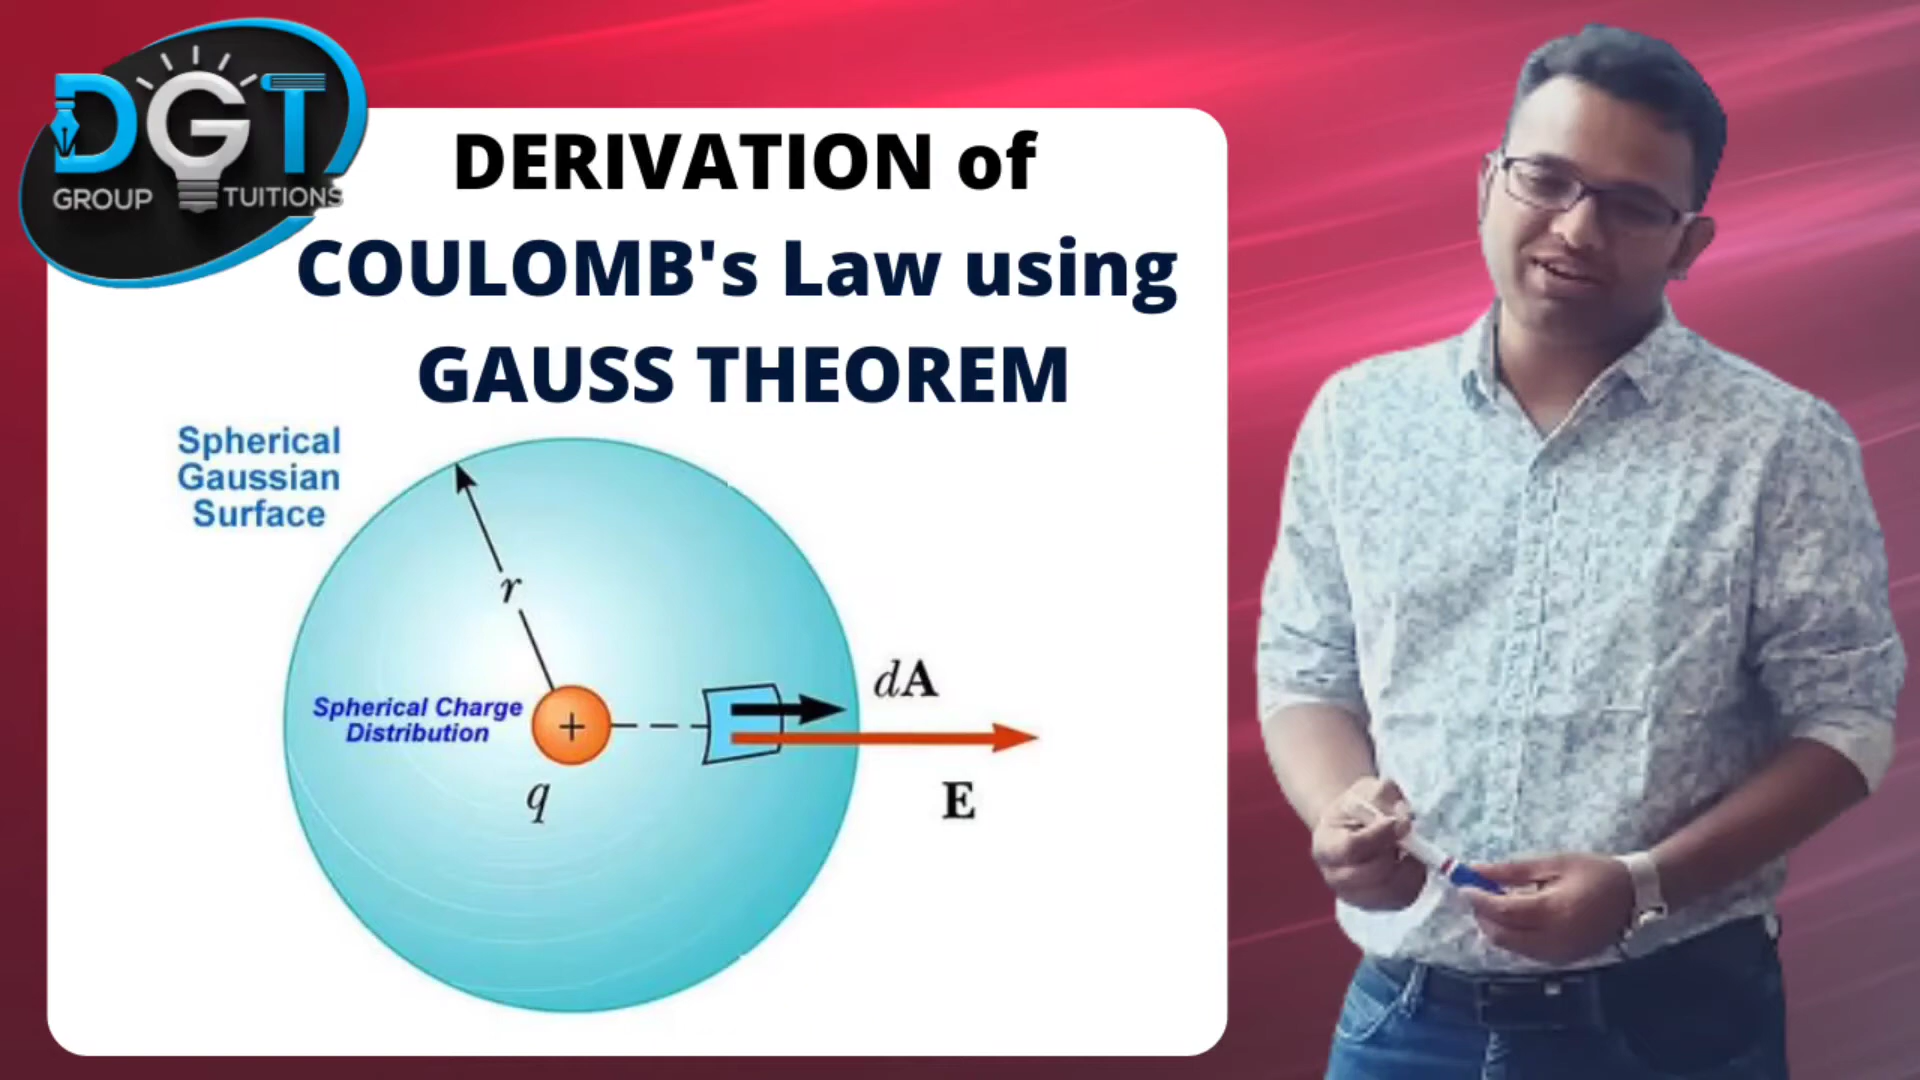 DGT
GROUP TUITIONS
DERIVATION of
COULOMB's Law using
GAUSS THEOREM
Spherical
Gaussian
Surface
r
Spherical Charge
Distribution
+
q
dA
E